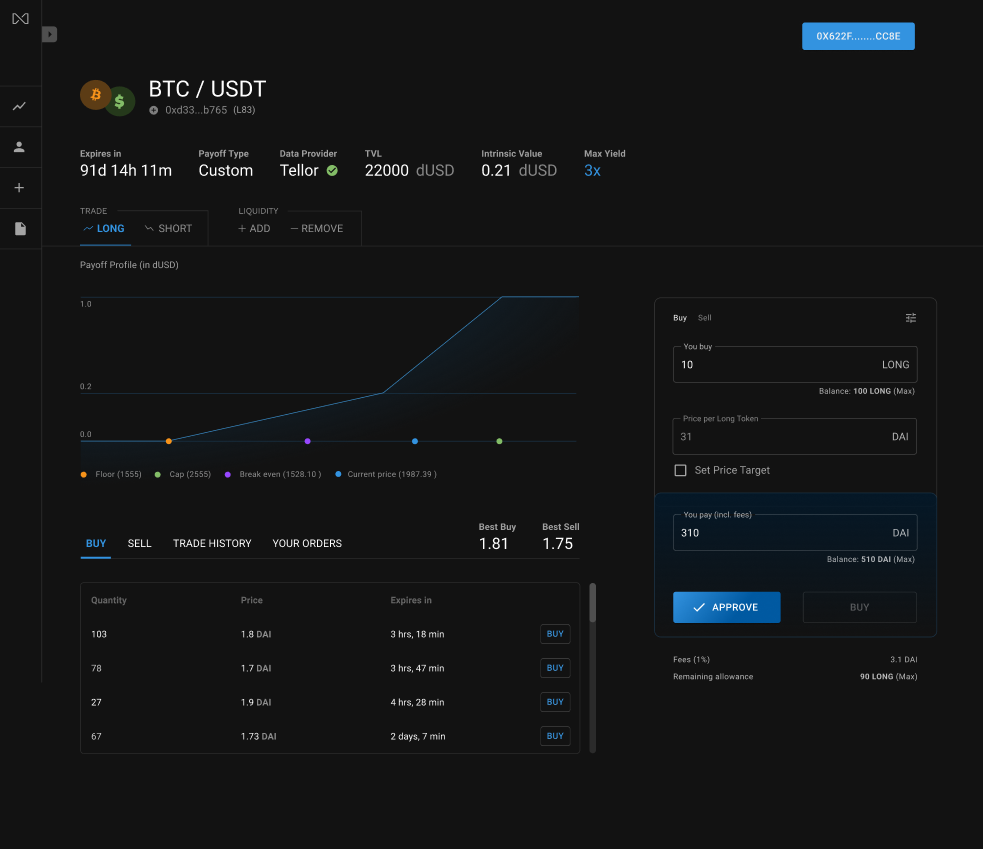 0X622F........CC8E
BTC / USDT
0xd33...b765 (L83)
Expires in
91d 14h 11m
Payoff Type
Custom
Data Provider
Tellor
TVL
22000 dUSD
Intrinsic Value
0.21 dUSD
Max Yield
3x
TRADE
LONG
SHORT
LIQUIDITY
+ ADD
− REMOVE
Payoff Profile (in dUSD)
1.0
0.2
0.0
Floor (1555)
Cap (2555)
Break even (1528.10 )
Current price (1987.39 )
BUY
SELL
TRADE HISTORY
YOUR ORDERS
Best Buy
1.81
Best Sell
1.75
Quantity Price Expires in
103 1.8 DAI 3 hrs, 18 min BUY
78 1.7 DAI 3 hrs, 47 min BUY
27 1.9 DAI 4 hrs, 28 min BUY
67 1.73 DAI 2 days, 7 min BUY
Buy Sell
You buy
10 LONG
Balance: 100 LONG (Max)
Price per Long Token
31 DAI
Set Price Target
You pay (incl. fees)
310 DAI
Balance: 510 DAI (Max)
APPROVE
BUY
Fees (1%) 3.1 DAI
Remaining allowance 90 LONG (Max)